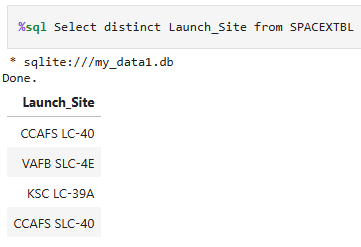 %sql Select distinct Launch_Site from SPACEXTBL
* sqlite:///my_data1.db
Done.
Launch_Site
CCAFS LC-40
VAFB SLC-4E
KSC LC-39A
CCAFS SLC-40